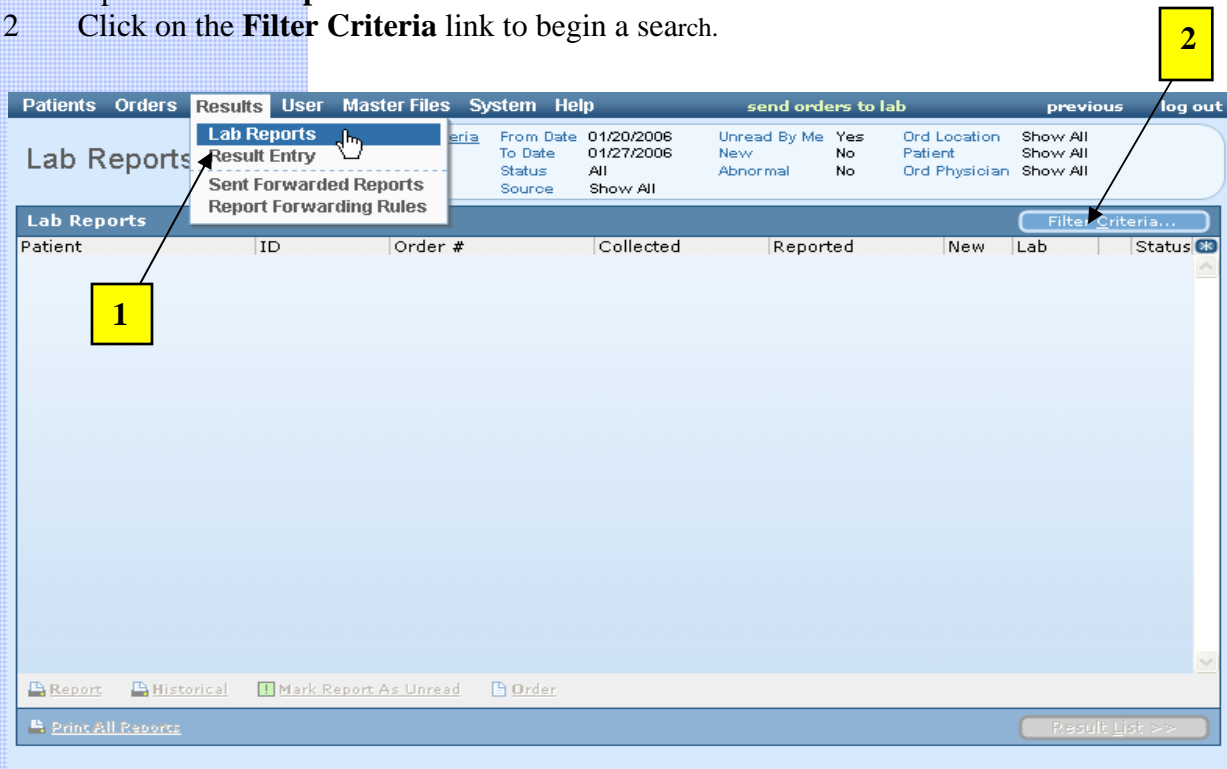 2 Click on the Filter Criteria link to begin a search.
2
Patients Orders Results User Master Files System Help send orders to lab previous log out
Lab Reports
Lab Reports
Result Entry
Sent Forwarded Reports
Report Forwarding Rules
eria From Date 01/20/2006 Unread By Me Yes Ord Location Show All
To Date 01/27/2006 New No Patient Show All
Status All Abnormal No Ord Physician Show All
Source Show All
Lab Reports Filter Criteria...
Patient ID Order # Collected Reported New Lab Status
1
Report Historical Mark Report As Unread Order
Print All Reports Result List >>